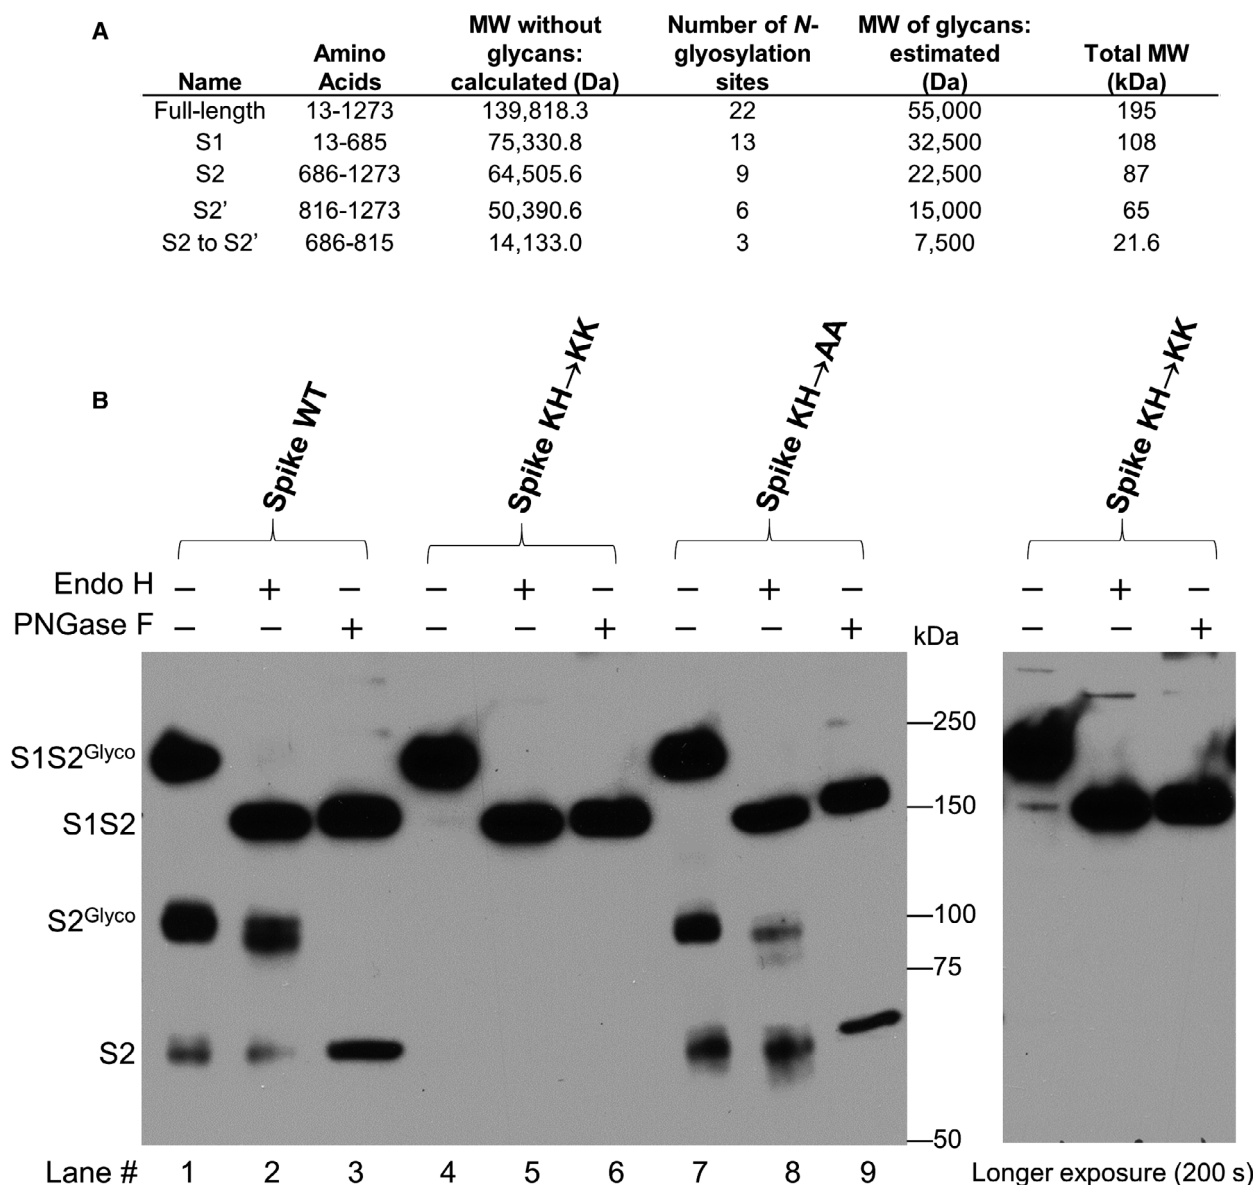 A
Name Amino Acids MW without glycans: calculated (Da) Number of N-glyosylation sites MW of glycans: estimated (Da) Total MW (kDa)
Full-length 13-1273 139,818.3 22 55,000 195
S1 13-685 75,330.8 13 32,500 108
S2 686-1273 64,505.6 9 22,500 87
S2’ 816-1273 50,390.6 6 15,000 65
S2 to S2’ 686-815 14,133.0 3 7,500 21.6
B
Spike WT
Spike KH→KK
Spike KH→AA
Spike KH→KK
Endo H − + − − + − − + − − + −
PNGase F − − + − − + − − + − − +
kDa
S1S2Glyco
S1S2
S2Glyco
S2
250
150
100
75
50
Lane # 1 2 3 4 5 6 7 8 9
Longer exposure (200 s)